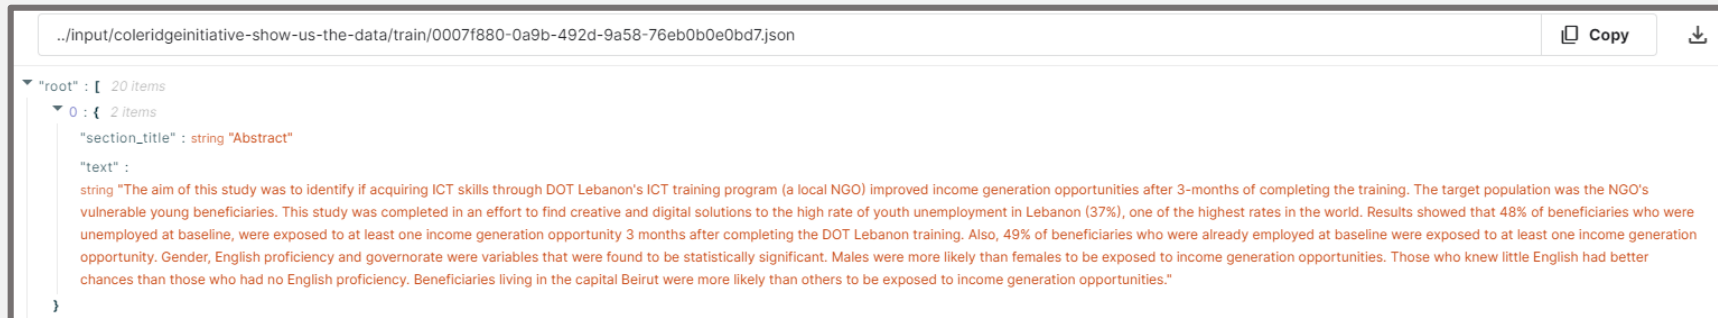 ../input/coleridgeinitiative-show-us-the-data/train/0007f880-0a9b-492d-9a58-76eb0b0e0bd7.json
Copy
"root" : [ 20 items
0 : { 2 items
"section_title" : string "Abstract"
"text" :
string "The aim of this study was to identify if acquiring ICT skills through DOT Lebanon's ICT training program (a local NGO) improved income generation opportunities after 3-months of completing the training. The target population was the NGO's
vulnerable young beneficiaries. This study was completed in an effort to find creative and digital solutions to the high rate of youth unemployment in Lebanon (37%), one of the highest rates in the world. Results showed that 48% of beneficiaries who were
unemployed at baseline, were exposed to at least one income generation opportunity 3 months after completing the DOT Lebanon training. Also, 49% of beneficiaries who were already employed at baseline were exposed to at least one income generation
opportunity. Gender, English proficiency and governorate were variables that were found to be statistically significant. Males were more likely than females to be exposed to income generation opportunities. Those who knew little English had better
chances than those who had no English proficiency. Beneficiaries living in the capital Beirut were more likely than others to be exposed to income generation opportunities."
}